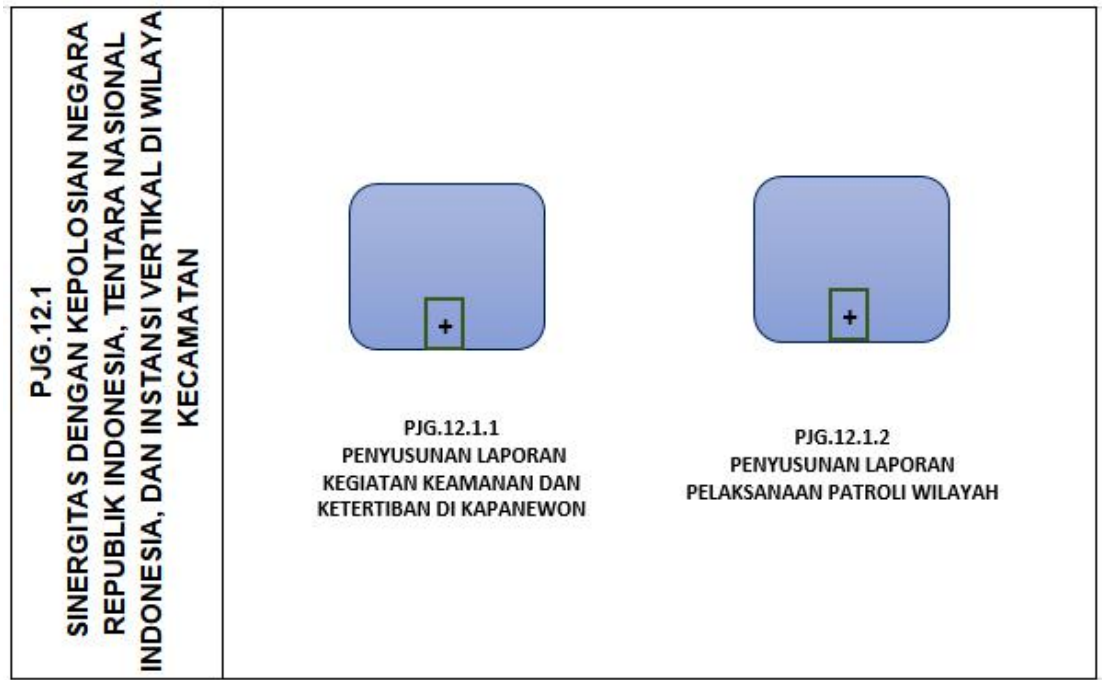 PJG.12.1
SINERGITAS DENGAN KEPOLOSIAN NEGARA
REPUBLIK INDONESIA, TENTARA NASIONAL
INDONESIA, DAN INSTANSI VERTIKAL DI WILAYA
KECAMATAN
+
PJG.12.1.1
PENYUSUNAN LAPORAN
KEGIATAN KEAMANAN DAN
KETERTIBAN DI KAPANEWON
+
PJG.12.1.2
PENYUSUNAN LAPORAN
PELAKSANAAN PATROLI WILAYAH